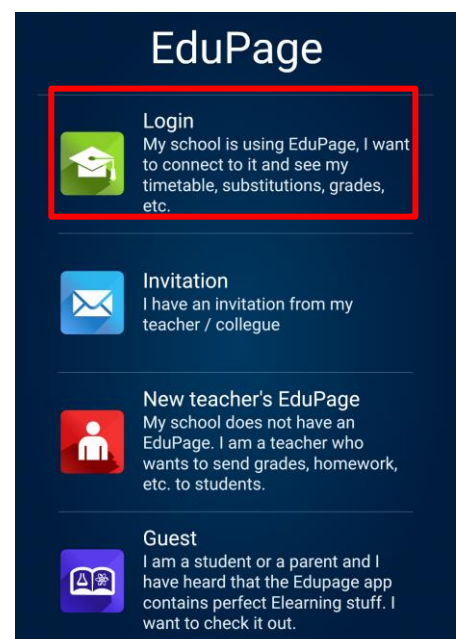 EduPage
Login
My school is using EduPage, I want
to connect to it and see my
timetable, substitutions, grades,
etc.
Invitation
I have an invitation from my
teacher / collegue
New teacher's EduPage
My school does not have an
EduPage. I am a teacher who
wants to send grades, homework,
etc. to students.
Guest
I am a student or a parent and I
have heard that the Edupage app
contains perfect Elearning stuff. I
want to check it out.